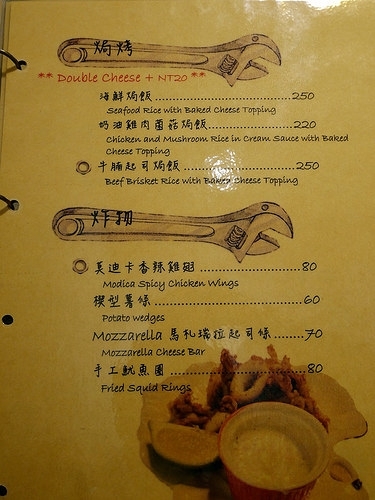 焗烤
** Double Cheese + NT20 **
海鮮焗飯 ........................................250
Seafood Rice with Baked Cheese Topping
奶油雞肉菌菇焗飯........................220
Chicken and Mushroom Rice in Cream Sauce with Baked
Cheese Topping
牛腩起司焗飯 ................................250
Beef Brisket Rice with Baked Cheese Topping
炸物
莫迪卡香辣雞翅 ..............................80
Modica Spicy Chicken Wings
楔型薯條 ..........................................60
Potato wedges
Mozzarella 馬札瑞拉起司條 .........70
Mozzarella Cheese Bar
手工魷魚圈 ......................................80
Fried Squid Rings